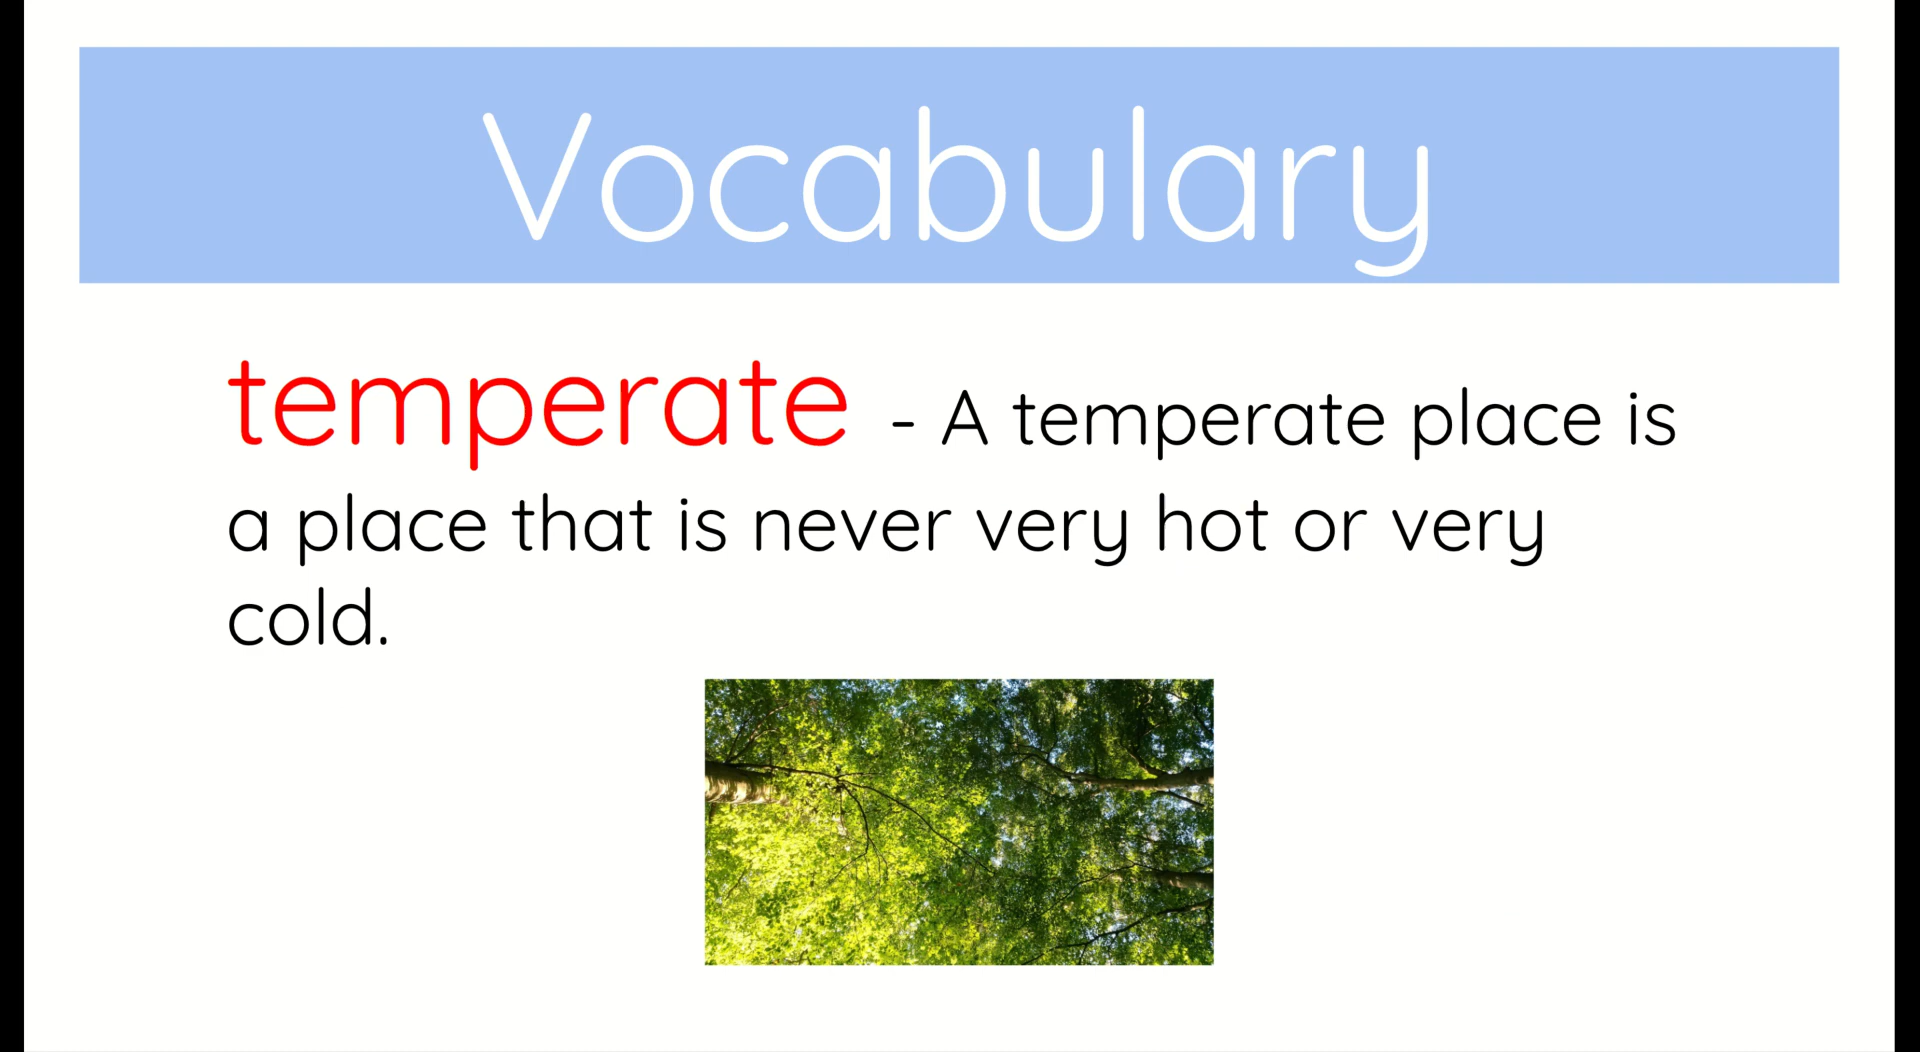 Vocabulary
temperate - A temperate place is
a place that is never very hot or very
cold.